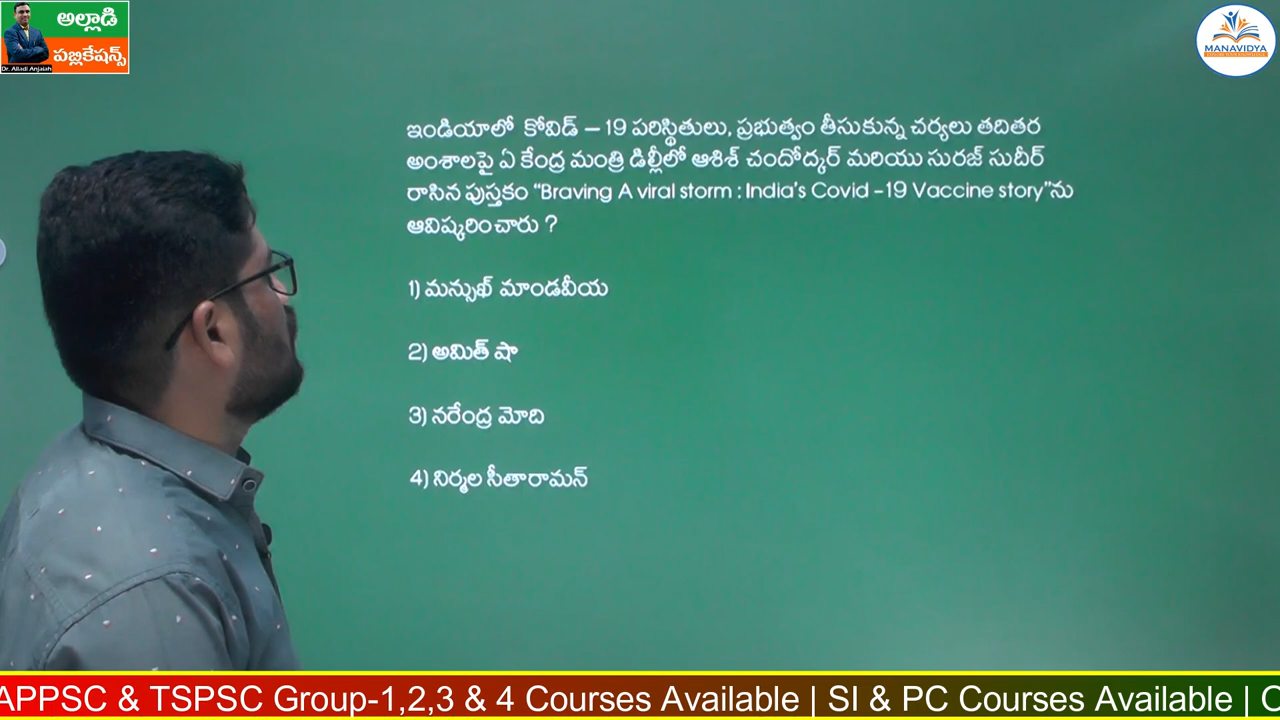 అల్లాడి
పబ్లికేషన్స్
Dr. Alladi Anjaiah
MANAVIDYA
ఇండియాలో కోవిడ్ – 19 పరిస్థితులు, ప్రభుత్వం తీసుకున్న చర్యలు తదితర
అంశాలపై ఏ కేంద్ర మంత్రి డిల్లీలో ఆశిశ్ చందోద్కర్ మరియు సురజ్ సుదీర్
రాసిన పుస్తకం “Braving A viral storm : India’s Covid –19 Vaccine story”ను
ఆవిష్కరించారు ?
1) మన్సుఖ్ మాండవీయ
2) అమిత్ షా
3) నరేంద్ర మోది
4) నిర్మల సీతారామన్
APPSC & TSPSC Group-1,2,3 & 4 Courses Available | SI & PC Courses Available | C